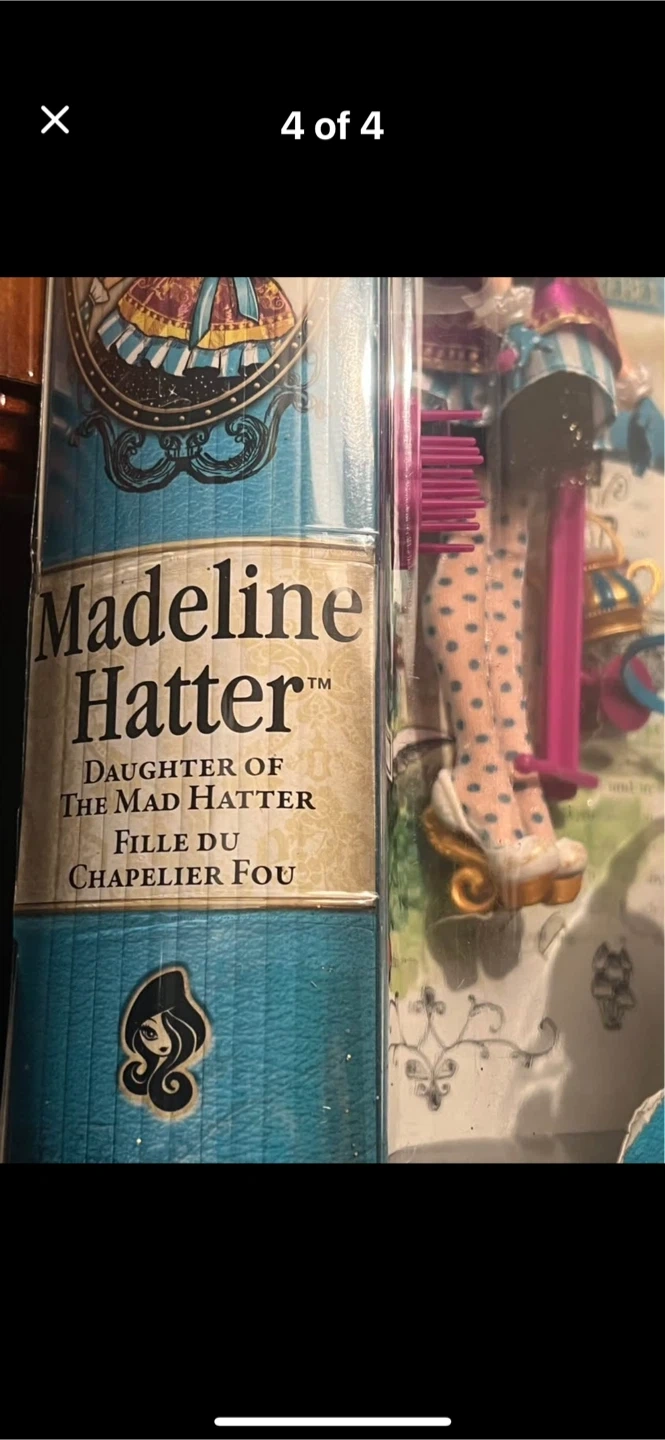 4 of 4
Madeline
Hatter™
DAUGHTER OF
THE MAD HATTER
FILLE DU
CHAPELIER FOU